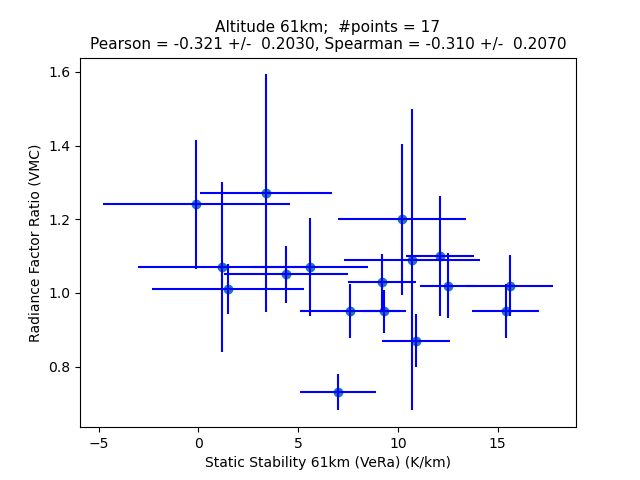 Altitude 61km;  #points = 17
Pearson = -0.321 +/-  0.2030, Spearman = -0.310 +/-  0.2070
1.6
1.4
1.2
1.0
0.8
Radiance Factor Ratio (VMC)
−5
0
5
10
15
Static Stability 61km (VeRa) (K/km)